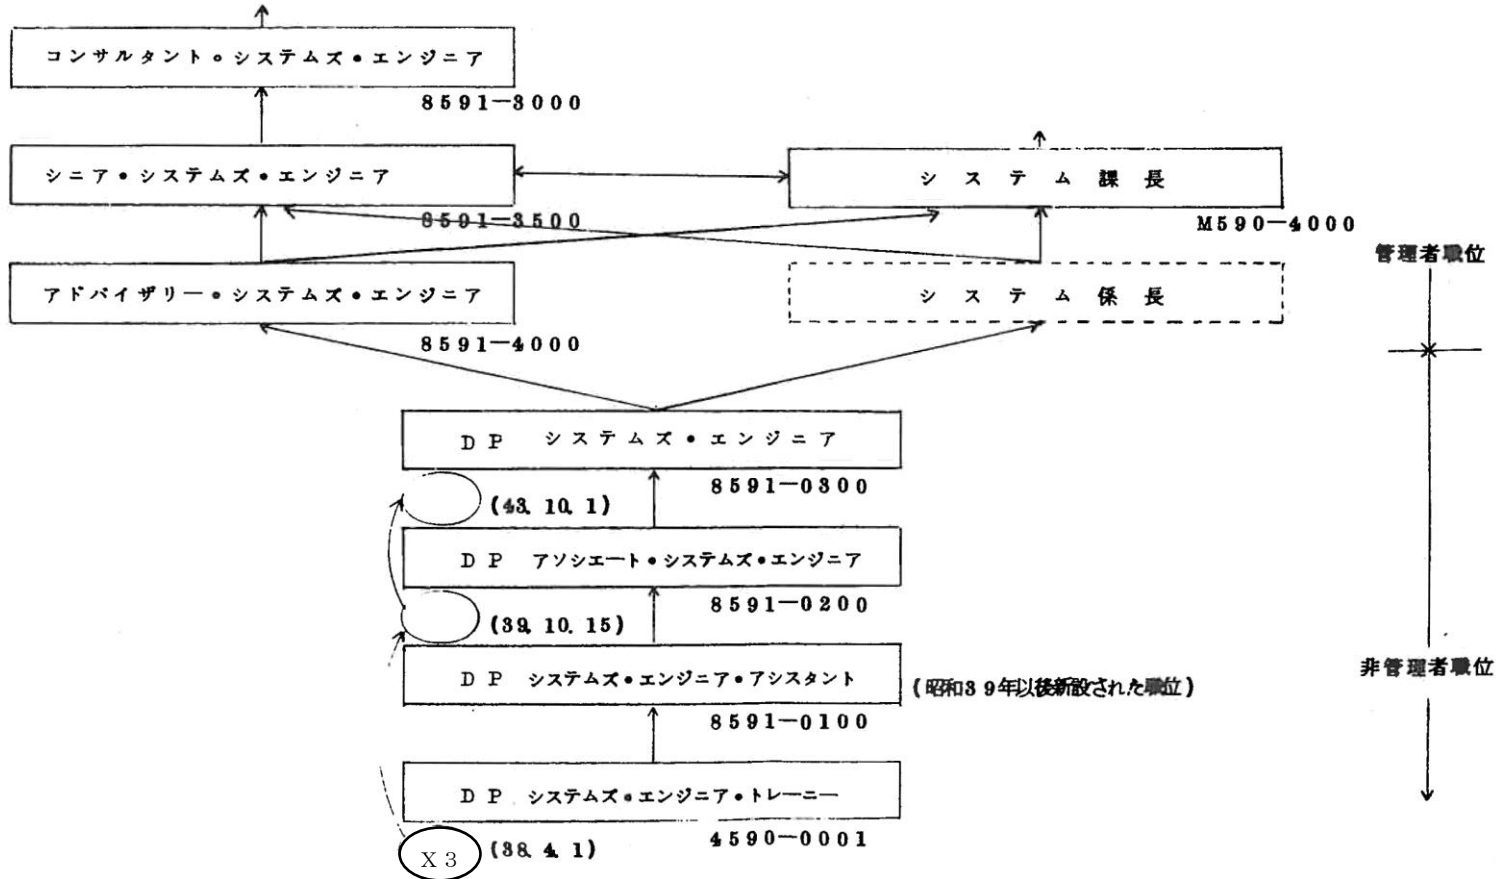 コンサルタント・システムズ・エンジニア
8591-3000
シニア・システムズ・エンジニア
システム課長
8591-3500
M590-4000
管理者職位
アドバイザリー・システムズ・エンジニア
システム係長
8591-4000
DP システムズ・エンジニア
8591-0300
(43.10.1)
DP アソシエート・システムズ・エンジニア
8591-0200
(39.10.15)
DP システムズ・エンジニア・アシスタント
(昭和39年以後新設された職位)
非管理者職位
8591-0100
DP システムズ・エンジニア・トレーニー
4590-0001
X3
(38.4.1)